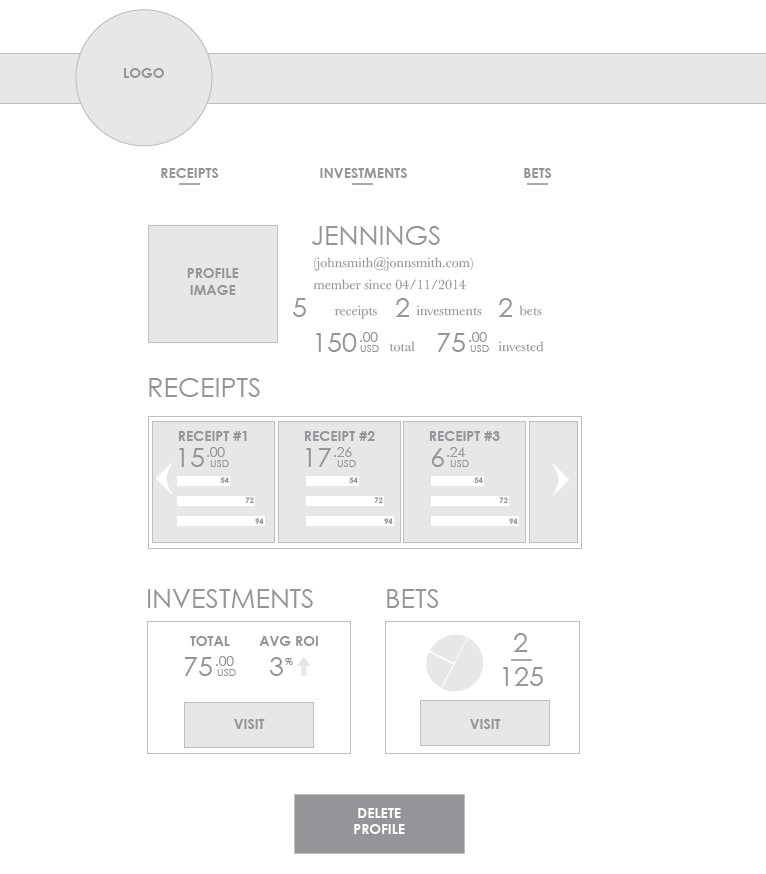 LOGO
RECEIPTS INVESTMENTS BETS
PROFILE
IMAGE
JENNINGS
(johnsmith@jonnsmith.com)
member since 04/11/2014
5 receipts 2 investments 2 bets
150.00 USD total 75.00 USD invested
RECEIPTS
RECEIPT #1 RECEIPT #2 RECEIPT #3
15.00 USD 17.26 USD 6.24 USD
54 54 54
72 72 72
94 94 94
INVESTMENTS BETS
TOTAL AVG ROI
75.00 USD 3%
2
125
VISIT VISIT
DELETE
PROFILE